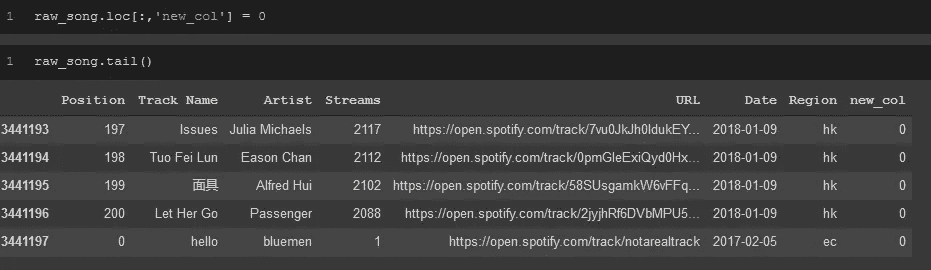 1 raw_song.loc[:,'new_col'] = 0
1 raw_song.tail()
Position Track Name Artist Streams URL Date Region new_col
3441193 197 Issues Julia Michaels 2117 https://open.spotify.com/track/7vu0JkJh0ldukEY... 2018-01-09 hk 0
3441194 198 Tuo Fei Lun Eason Chan 2112 https://open.spotify.com/track/0pmGleExiQyd0Hx... 2018-01-09 hk 0
3441195 199 面具 Alfred Hui 2102 https://open.spotify.com/track/58SUsgamkW6vFFq... 2018-01-09 hk 0
3441196 200 Let Her Go Passenger 2088 https://open.spotify.com/track/2jyjhRf6DVbMPU5... 2018-01-09 hk 0
3441197 0 hello bluemen 1 https://open.spotify.com/track/notarealtrack 2017-02-05 ec 0